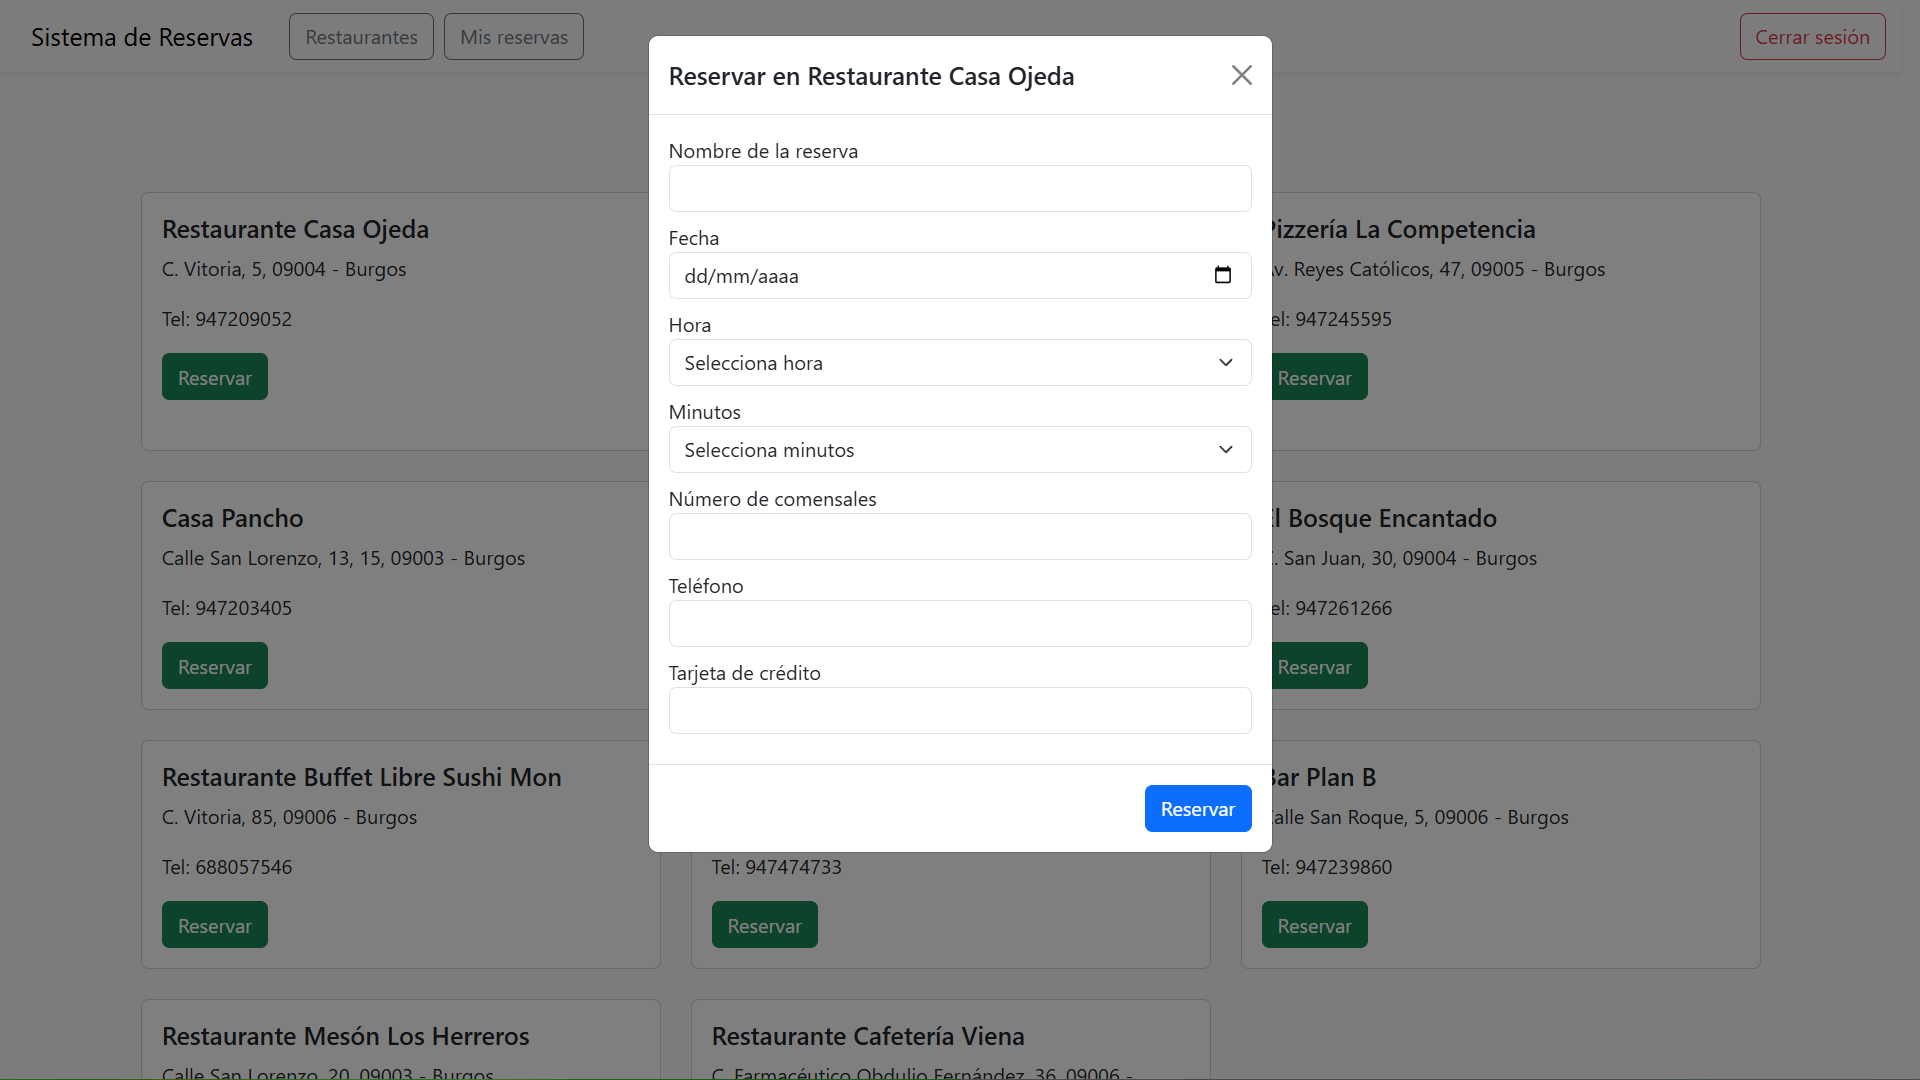 Sistema de Reservas
Restaurantes
Mis reservas
Cerrar sesión
Reservar en Restaurante Casa Ojeda
Nombre de la reserva
Fecha
dd/mm/aaaa
Hora
Selecciona hora
Minutos
Selecciona minutos
Número de comensales
Teléfono
Tarjeta de crédito
Reservar
Restaurante Casa Ojeda
C. Vitoria, 5, 09004 - Burgos
Tel: 947209052
Reservar
Pizzería La Competencia
Av. Reyes Católicos, 47, 09005 - Burgos
Tel: 947245595
Reservar
Casa Pancho
Calle San Lorenzo, 13, 15, 09003 - Burgos
Tel: 947203405
Reservar
El Bosque Encantado
C. San Juan, 30, 09004 - Burgos
Tel: 947261266
Reservar
Restaurante Buffet Libre Sushi Mon
C. Vitoria, 85, 09006 - Burgos
Tel: 688057546
Reservar
Tel: 947474733
Reservar
Bar Plan B
Calle San Roque, 5, 09006 - Burgos
Tel: 947239860
Reservar
Restaurante Mesón Los Herreros
Calle San Lorenzo, 20, 09003 - Burgos
Restaurante Cafetería Viena
C. Farmacéutico Obdulio Fernández, 36, 09006 -